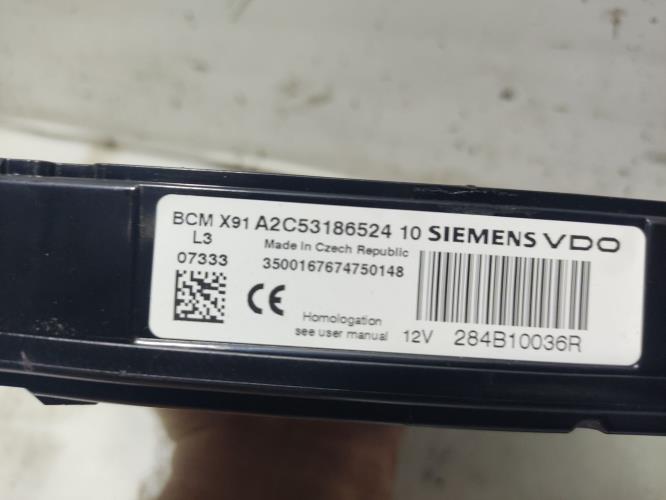 BCM X91 A2C53186524 10 SIEMENS VDO
L3
Made in Czech Republic
07333
3500167674750148
CE
Homologation
see user manual
12V
284B10036R